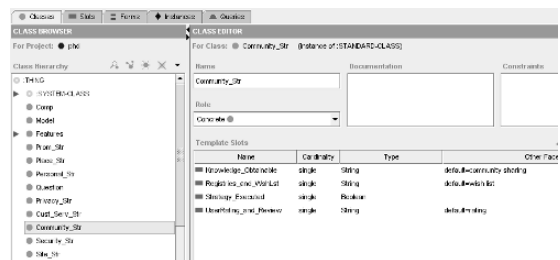 Classes Slots Forms Instances Queries
CLASS BROWSER
For Project: phd
Class Hierarchy
:THING
:SYSTEM-CLASS
Comp
Model
Features
Prom_Str
Place_Str
Personal_Str
Question
Privacy_Str
Cust_Serv_Str
Community_Str
Security_Str
Site_Str
CLASS EDITOR
For Class: Community_Str (instance of :STANDARD-CLASS)
Name Documentation Constraints
Community_Str
Role
Concrete
Template Slots
Name Cardinality Type Other Face
Knowledge_Obtainable single String default=community sharing
Registries_and_WishList single String default=wish list
Strategy_Executed single Boolean
UserRating_and_Review single String default=rating